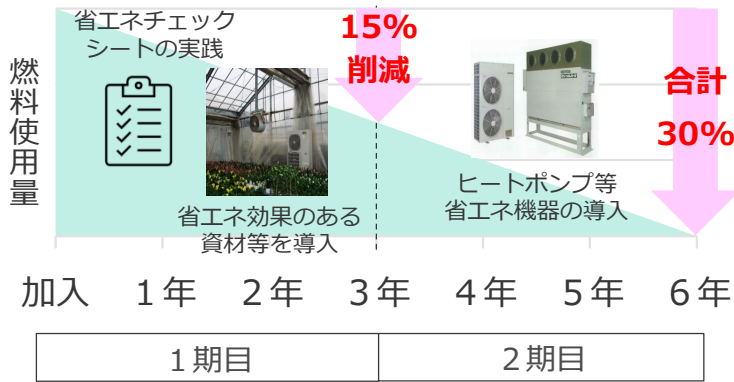 省エネチェック
シートの実践
15%
削減
合計
30%
燃料使用量
省エネ効果のある
資材等を導入
ヒートポンプ等
省エネ機器の導入
加入
1年
2年
3年
4年
5年
6年
1期目
2期目